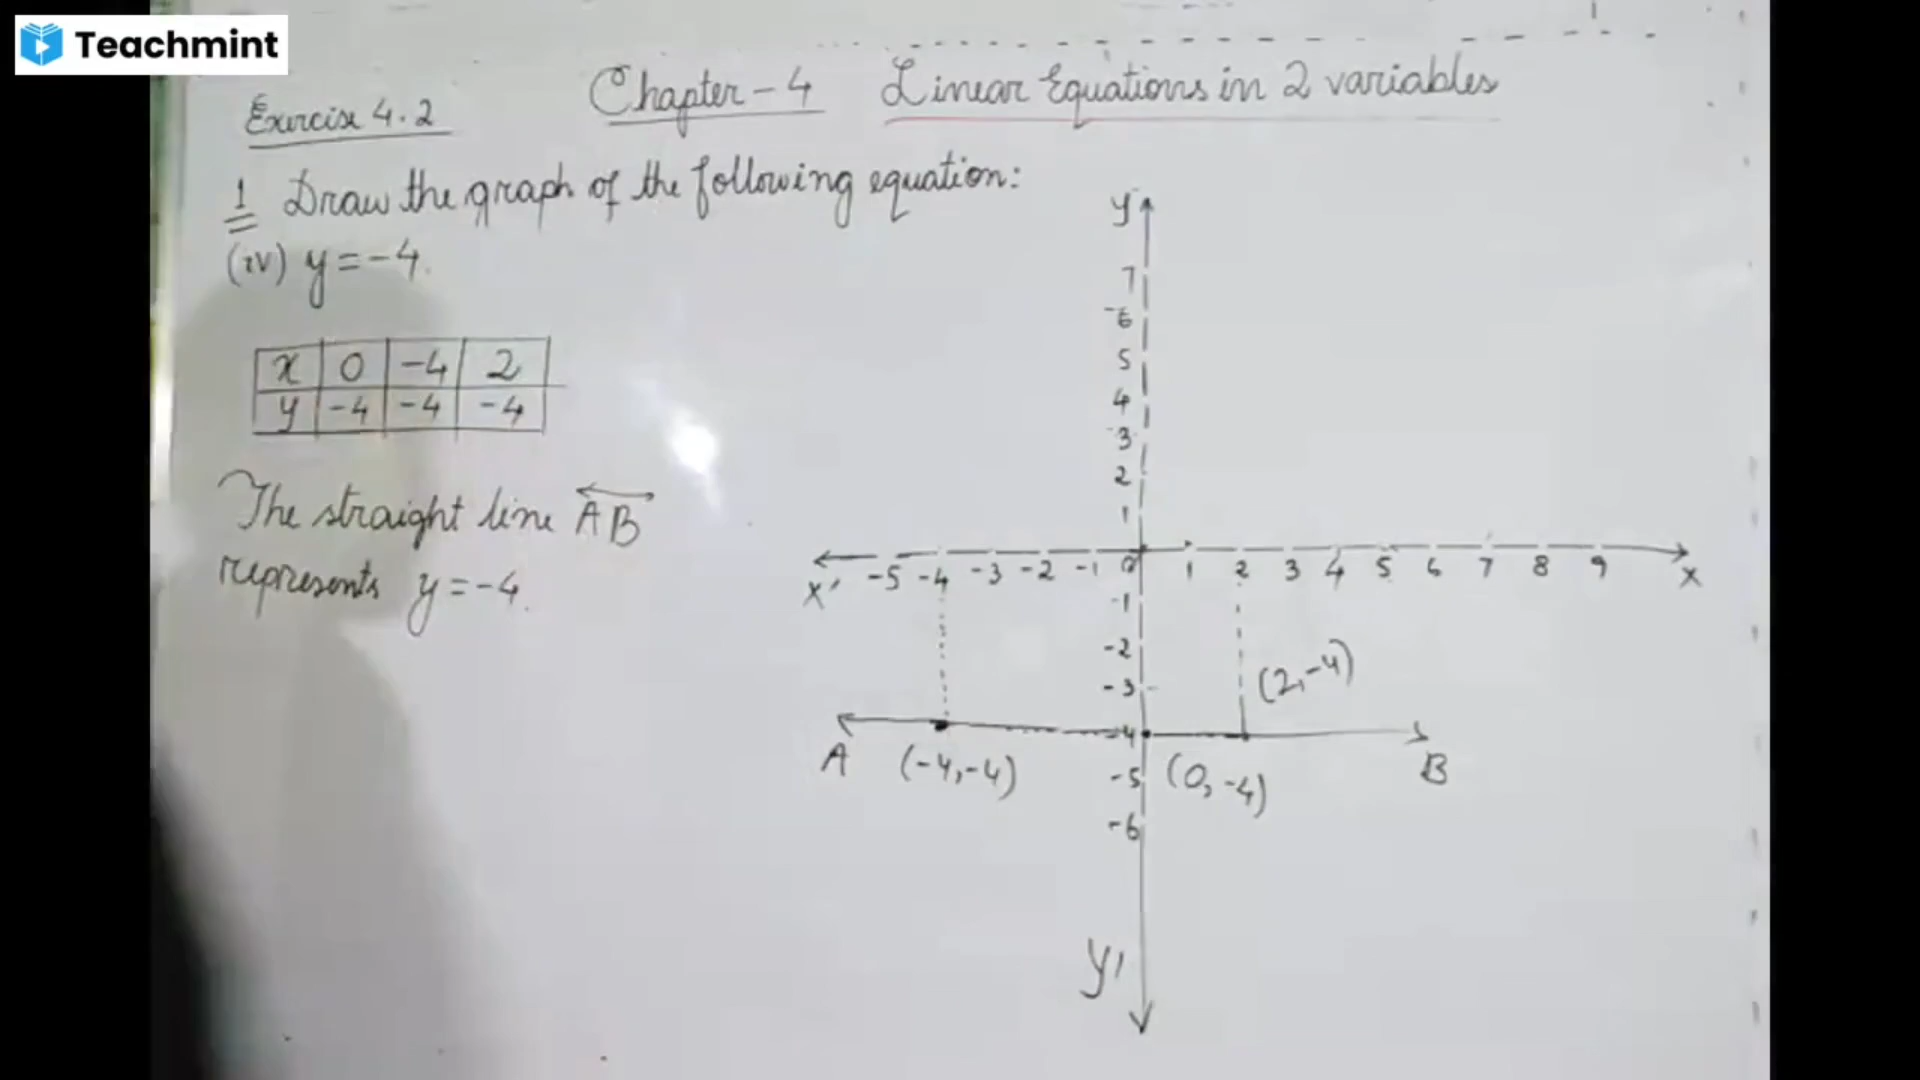 Teachmint
Exercise 4.2
Chapter-4 Linear Equations in 2 variables
1 Draw the graph of the following equation:
(iv) y = -4.
x 0 -4 2
y -4 -4 -4
The straight line AB
represents y = -4.
y
7
6
5
4
3
2
1
x' -5 -4 -3 -2 -1 0 1 2 3 4 5 6 7 8 9 x
-1
-2
-3
(2,-4)
-4
A (-4,-4) (0,-4) B
-5
-6
y'